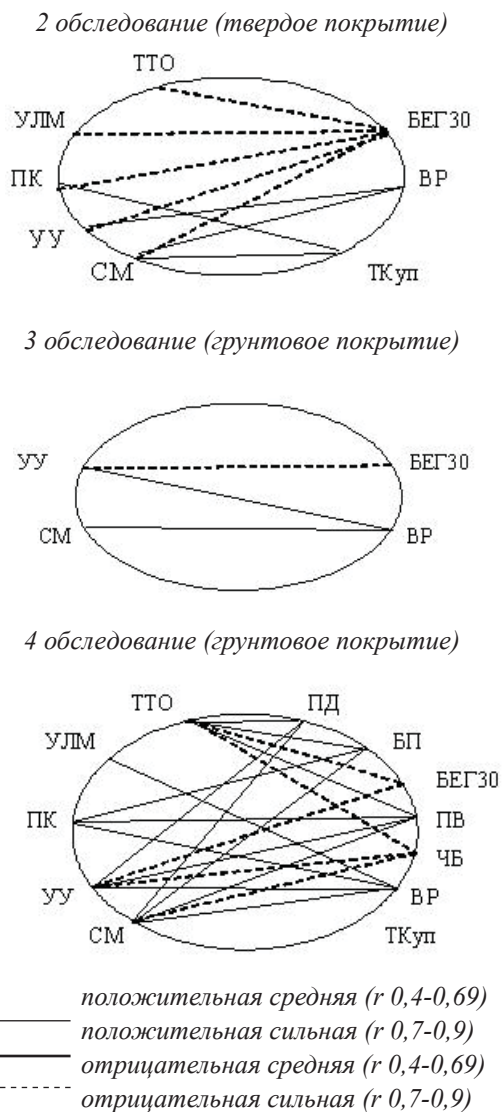 2 обследование (твердое покрытие)
ТТО
УЛМ
БЕГ30
ПК
ВР
УУ
СМ
ТКуп
3 обследование (грунтовое покрытие)
УУ
БЕГ30
СМ
ВР
4 обследование (грунтовое покрытие)
ТТО
ПД
УЛМ
БП
БЕГ30
ПК
ПВ
ЧБ
УУ
ВР
СМ
ТКуп
положительная средняя (r 0,4-0,69)
положительная сильная (r 0,7-0,9)
отрицательная средняя (r 0,4-0,69)
отрицательная сильная (r 0,7-0,9)